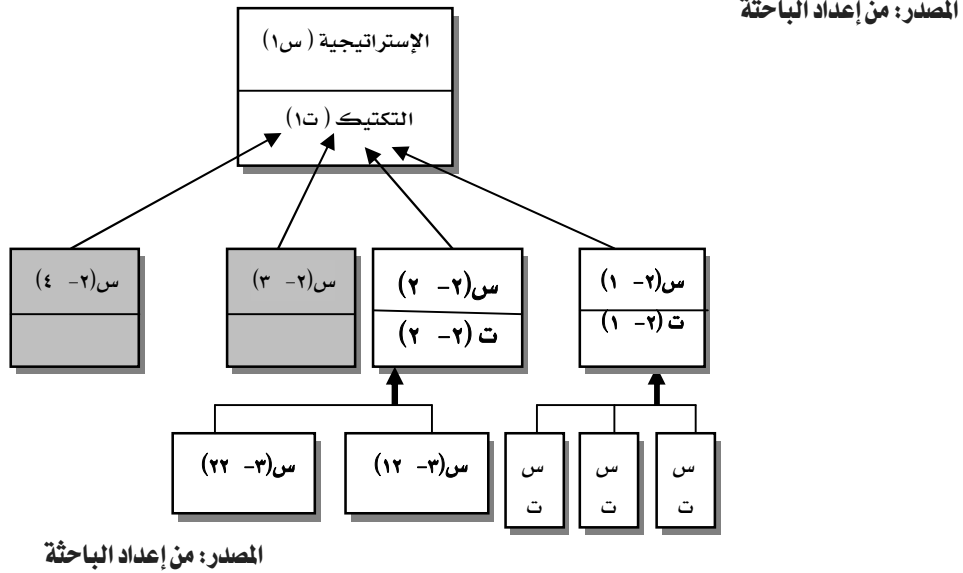 المصدر: من إعداد الباحثة
الإستراتيجية (س١)
التكتيك (ت١)
س(٢- ١)
ت (٢- ١)
س(٢- ٢)
ت (٢- ٢)
س(٢- ٣)
س(٢- ٤)
س
ت
س
ت
س
ت
س(٣- ١٢)
س(٣- ٢٢)
المصدر: من إعداد الباحثة